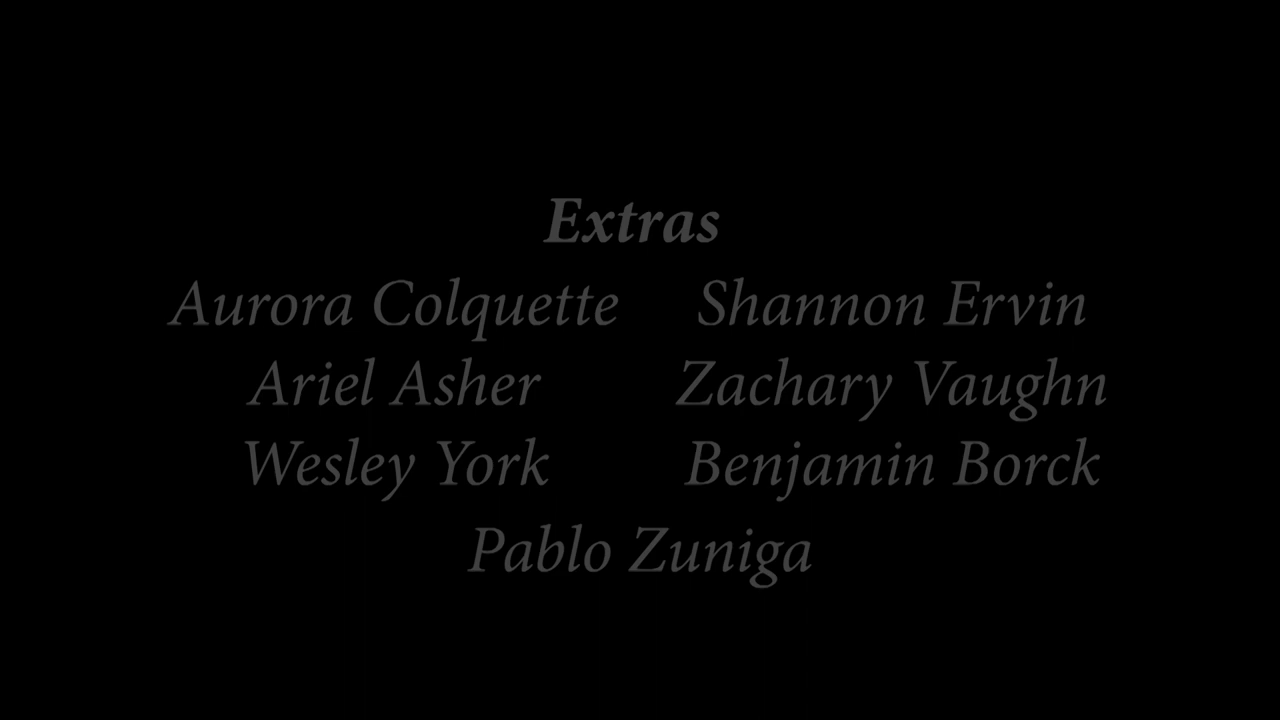 Extras
Aurora Colquette Shannon Ervin
Ariel Asher Zachary Vaughn
Wesley York Benjamin Borck
Pablo Zuniga